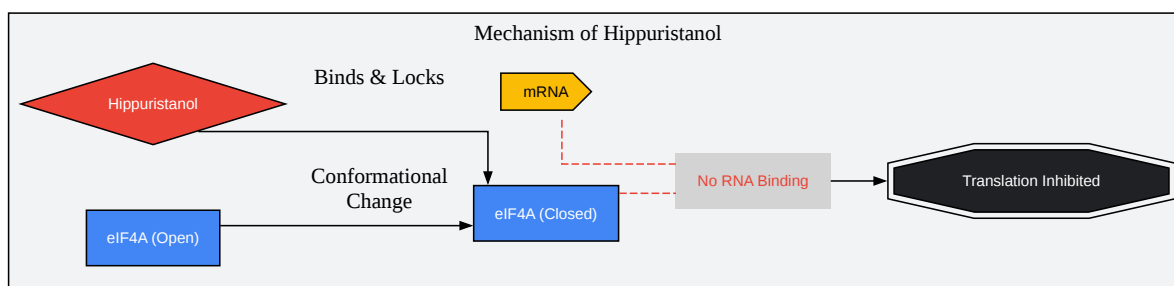 Mechanism of Hippuristanol
Binds & Locks
mRNA
Hippuristanol
Conformational
Change
No RNA Binding
Translation Inhibited
eIF4A (Closed)
eIF4A (Open)